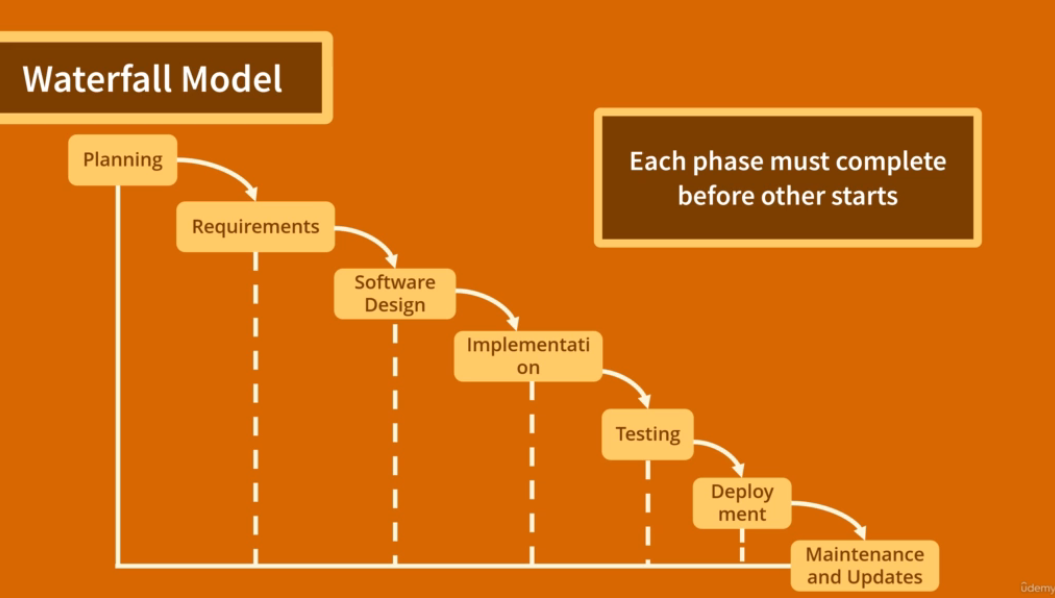 Waterfall Model
Planning
Each phase must complete
before other starts
Requirements
Software
Design
Implementati
on
Testing
Deploy
ment
Maintenance
and Updates
udemy